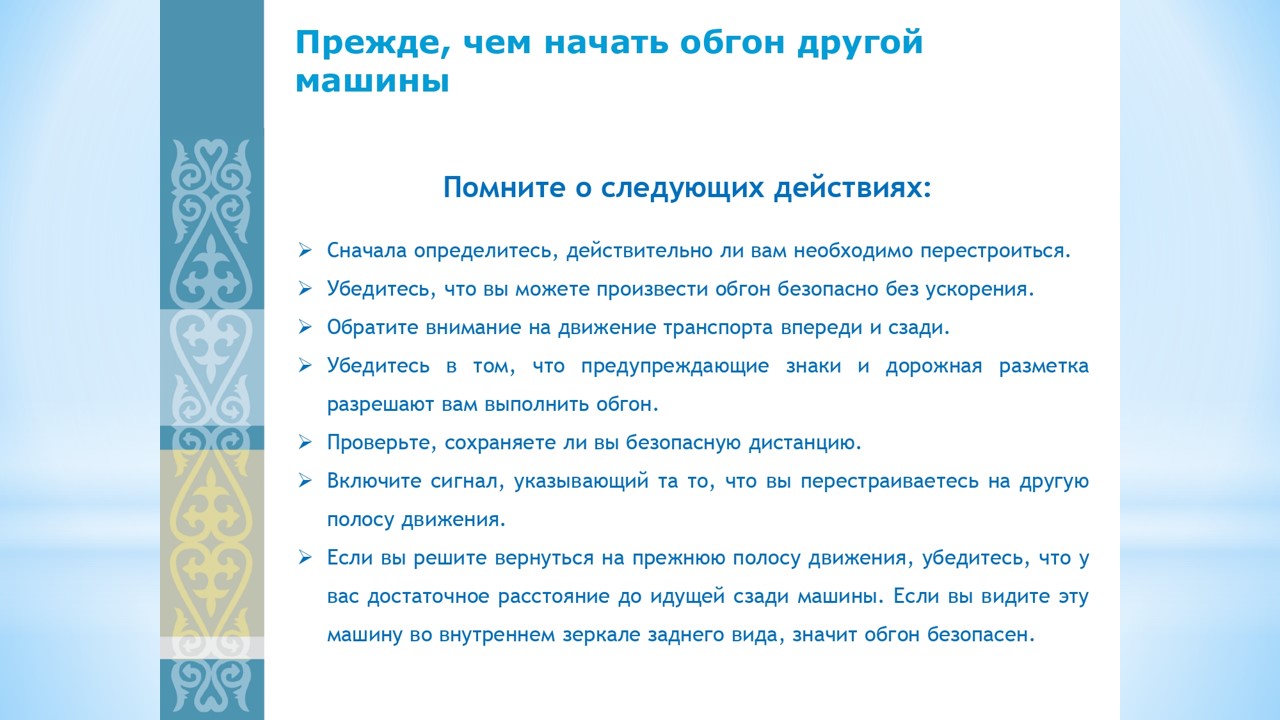 Прежде, чем начать обгон другой
машины
Помните о следующих действиях:
➢ Сначала определитесь, действительно ли вам необходимо перестроиться.
➢ Убедитесь, что вы можете произвести обгон безопасно без ускорения.
➢ Обратите внимание на движение транспорта впереди и сзади.
➢ Убедитесь в том, что предупреждающие знаки и дорожная разметка
разрешают вам выполнить обгон.
➢ Проверьте, сохраняете ли вы безопасную дистанцию.
➢ Включите сигнал, указывающий та то, что вы перестраиваетесь на другую
полосу движения.
➢ Если вы решите вернуться на прежнюю полосу движения, убедитесь, что у
вас достаточное расстояние до идущей сзади машины. Если вы видите эту
машину во внутреннем зеркале заднего вида, значит обгон безопасен.